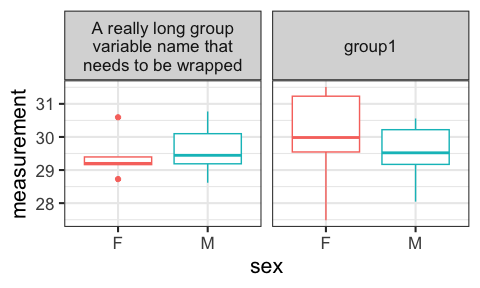 A really long group
variable name that
needs to be wrapped
group1
measurement
31
30
29
28
F
M
F
M
sex